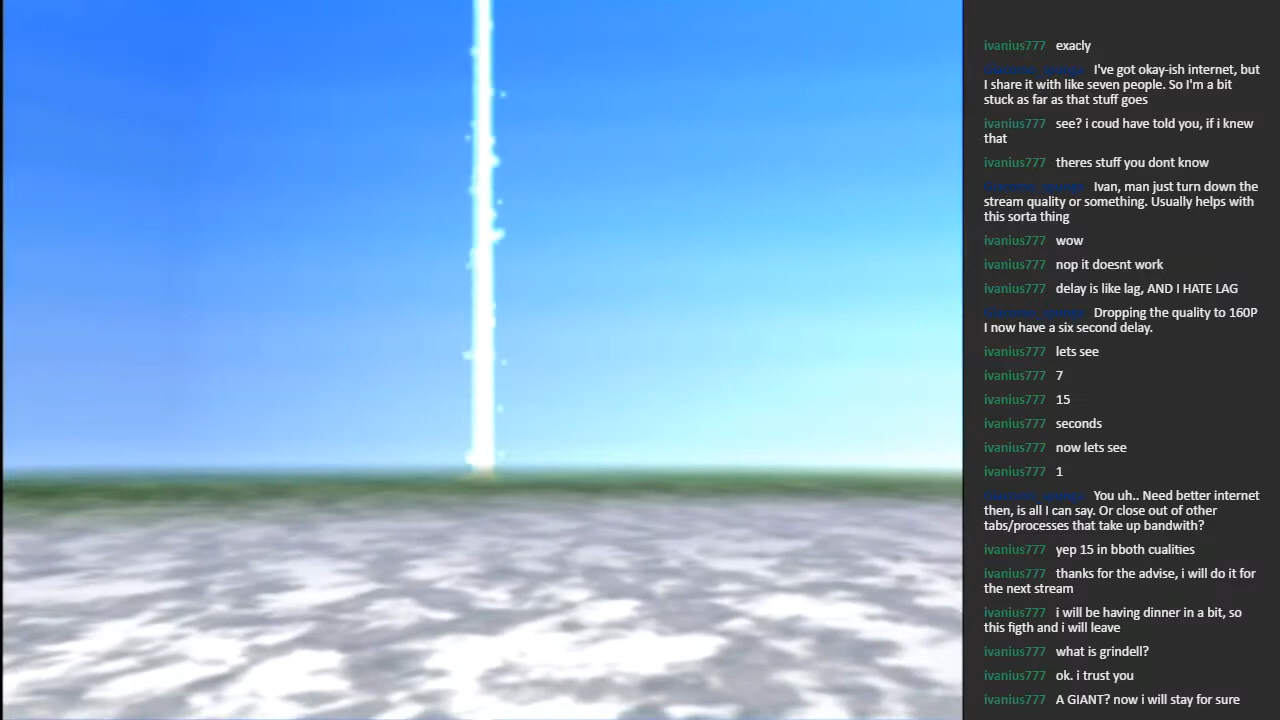 ivanius777 exacly
I've got okay-ish internet, but
I share it with like seven people. So I'm a bit
stuck as far as that stuff goes
ivanius777 see? i coud have told you, if i knew
that
ivanius777 theres stuff you dont know
Ivan, man just turn down the
stream quality or something. Usually helps with
this sorta thing
ivanius777 wow
ivanius777 nop it doesnt work
ivanius777 delay is like lag, AND I HATE LAG
Dropping the quality to 160P
I now have a six second delay.
ivanius777 lets see
ivanius777 7
ivanius777 15
ivanius777 seconds
ivanius777 now lets see
ivanius777 1
You uh.. Need better internet
then, is all I can say. Or close out of other
tabs/processes that take up bandwith?
ivanius777 yep 15 in bboth cualities
ivanius777 thanks for the advise, i will do it for
the next stream
ivanius777 i will be having dinner in a bit, so
this figth and i will leave
ivanius777 what is grindell?
ivanius777 ok. i trust you
ivanius777 A GIANT? now i will stay for sure